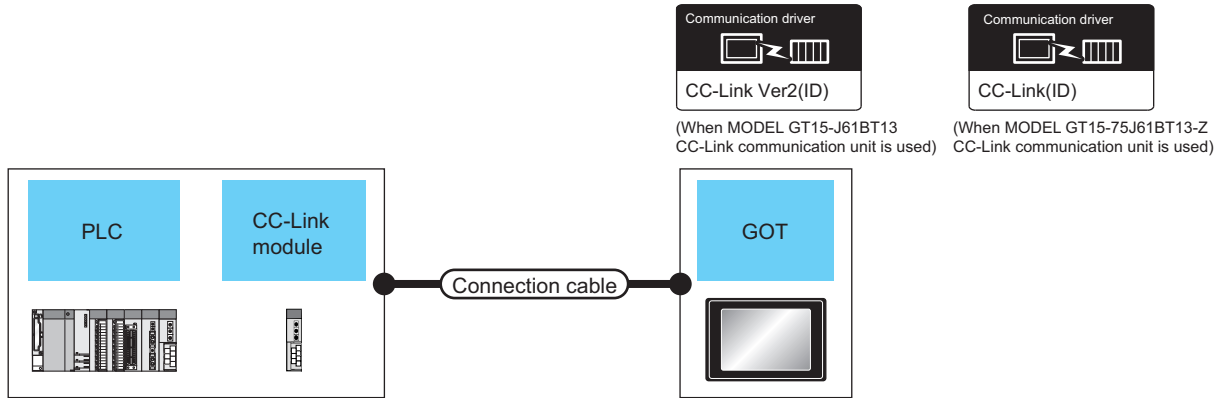 Communication driver
CC-Link Ver2(ID)
(When MODEL GT15-J61BT13
CC-Link communication unit is used)
Communication driver
CC-Link(ID)
(When MODEL GT15-75J61BT13-Z
CC-Link communication unit is used)
PLC
CC-Link
module
Connection cable
GOT